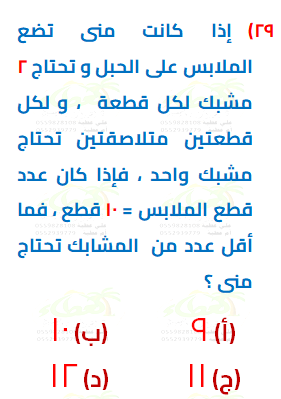 ٢٩) إذا كانت منى تضع
الملابس على الحبل و تحتاج ٢
مشبك لكل قطعة ، و لكل
قطعتين متلاصقتين تحتاج
مشبك واحد ، فإذا كان عدد
قطع الملابس = ١٠ قطع ، فما
أقل عدد من المشابك تحتاج
منى ؟
(أ) ٩ (ب) ١٠
(ج) ١١ (د) ١٢